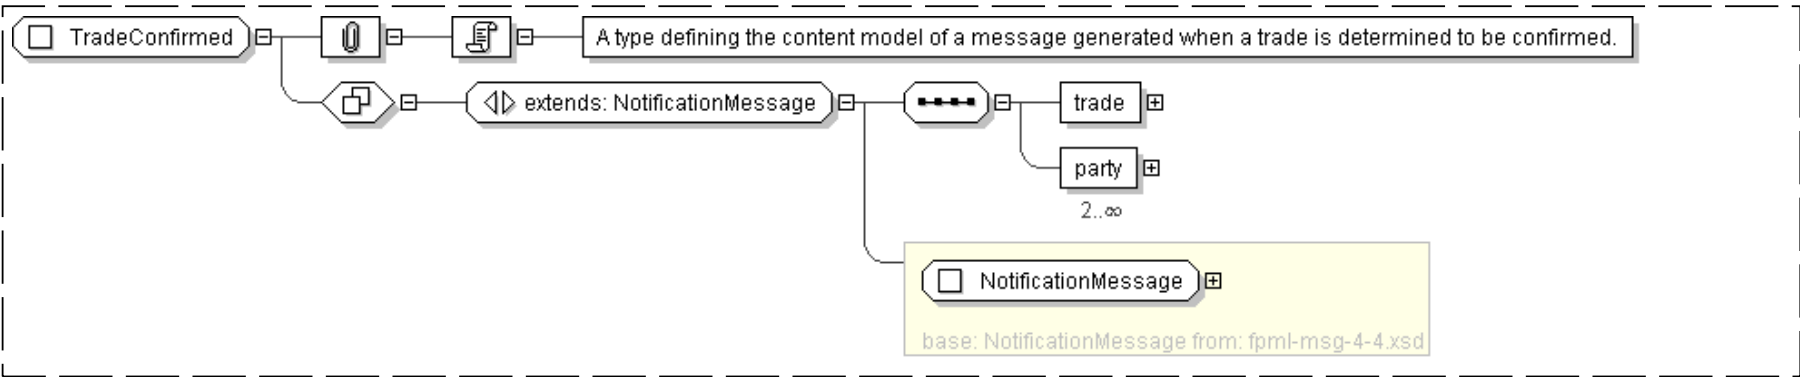 TradeConfirmed
A type defining the content model of a message generated when a trade is determined to be confirmed.
extends: NotificationMessage
trade
party
2..∞
NotificationMessage
base: NotificationMessage from: fpml-msg-4-4.xsd